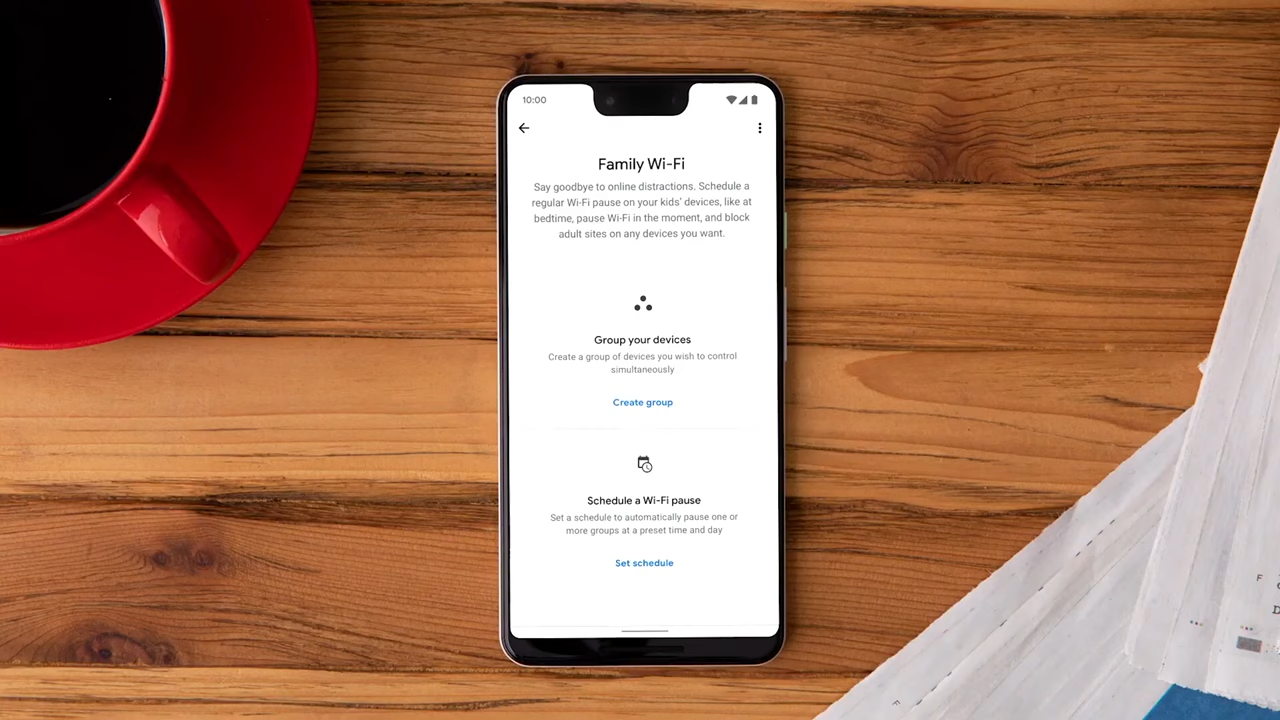 10:00
Family Wi-Fi
Say goodbye to online distractions. Schedule a
regular Wi-Fi pause on your kids' devices, like at
bedtime, pause Wi-Fi in the moment, and block
adult sites on any devices you want.
Group your devices
Create a group of devices you wish to control
simultaneously
Create group
Schedule a Wi-Fi pause
Set a schedule to automatically pause one or
more groups at a preset time and day
Set schedule
F
F